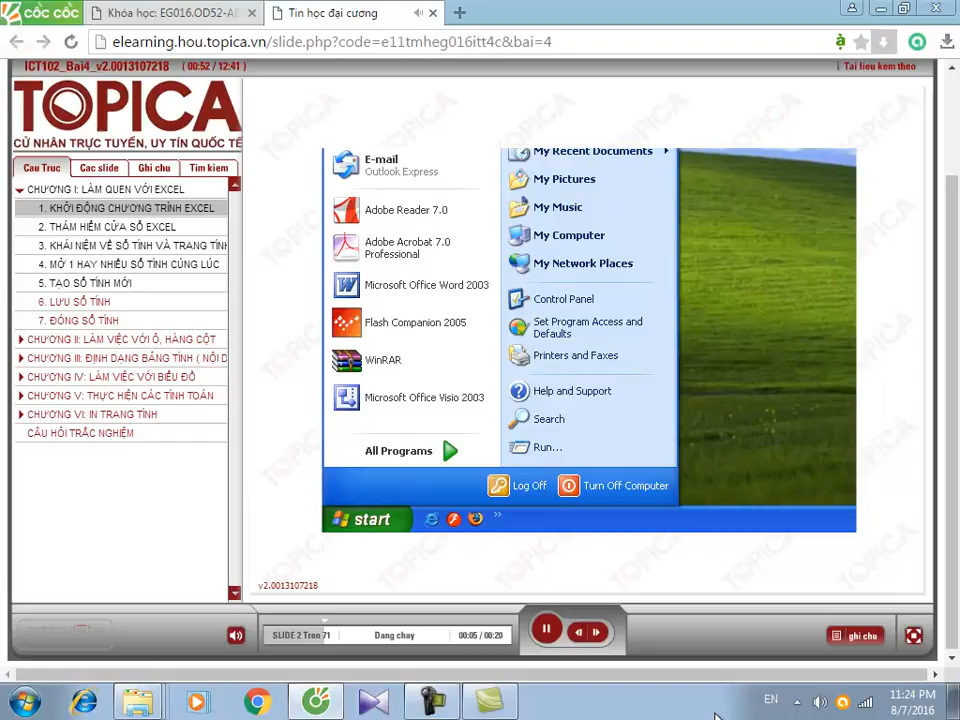 CỐC CỐC
Khóa học: EG016.OD52-AD
Tin học đại cương
elearning.hou.topica.vn/slide.php?code=e11tmheg016itt4c&bai=4
ICT102_Bai4_v2.0013107218 ( 00:52 / 12:41 )
Tai lieu kem theo
TOPICA
CỬ NHÂN TRỰC TUYẾN, UY TÍN QUỐC TẾ
Cau Truc
Cac slide
Ghi chu
Tim kiem
CHƯƠNG I: LÀM QUEN VỚI EXCEL
1. KHỞI ĐỘNG CHƯƠNG TRÌNH EXCEL
2. THÁM HIỂM CỬA SỔ EXCEL
3. KHÁI NIỆM VỀ SỔ TÍNH VÀ TRANG TÍNH
4. MỞ 1 HAY NHIỀU SỔ TÍNH CÙNG LÚC
5. TẠO SỔ TÍNH MỚI
6. LƯU SỔ TÍNH
7. ĐÓNG SỔ TÍNH
CHƯƠNG II: LÀM VIỆC VỚI Ô, HÀNG CỘT
CHƯƠNG III: ĐỊNH DẠNG BẢNG TÍNH ( NỘI D
CHƯƠNG IV: LÀM VIỆC VỚI BIỂU ĐỒ
CHƯƠNG V: THỰC HIỆN CÁC TÍNH TOÁN
CHƯƠNG VI: IN TRANG TÍNH
CÂU HỎI TRẮC NGHIỆM
E-mail
Outlook Express
Adobe Reader 7.0
Adobe Acrobat 7.0
Professional
Microsoft Office Word 2003
Flash Companion 2005
WinRAR
Microsoft Office Visio 2003
All Programs
My Recent Documents
My Pictures
My Music
My Computer
My Network Places
Control Panel
Set Program Access and
Defaults
Printers and Faxes
Help and Support
Search
Run...
Log Off
Turn Off Computer
start
v2.0013107218
SLIDE 2 Tren 71
Dang chay
00:05 / 00:20
ghi chu
EN
11:24 PM
8/7/2016